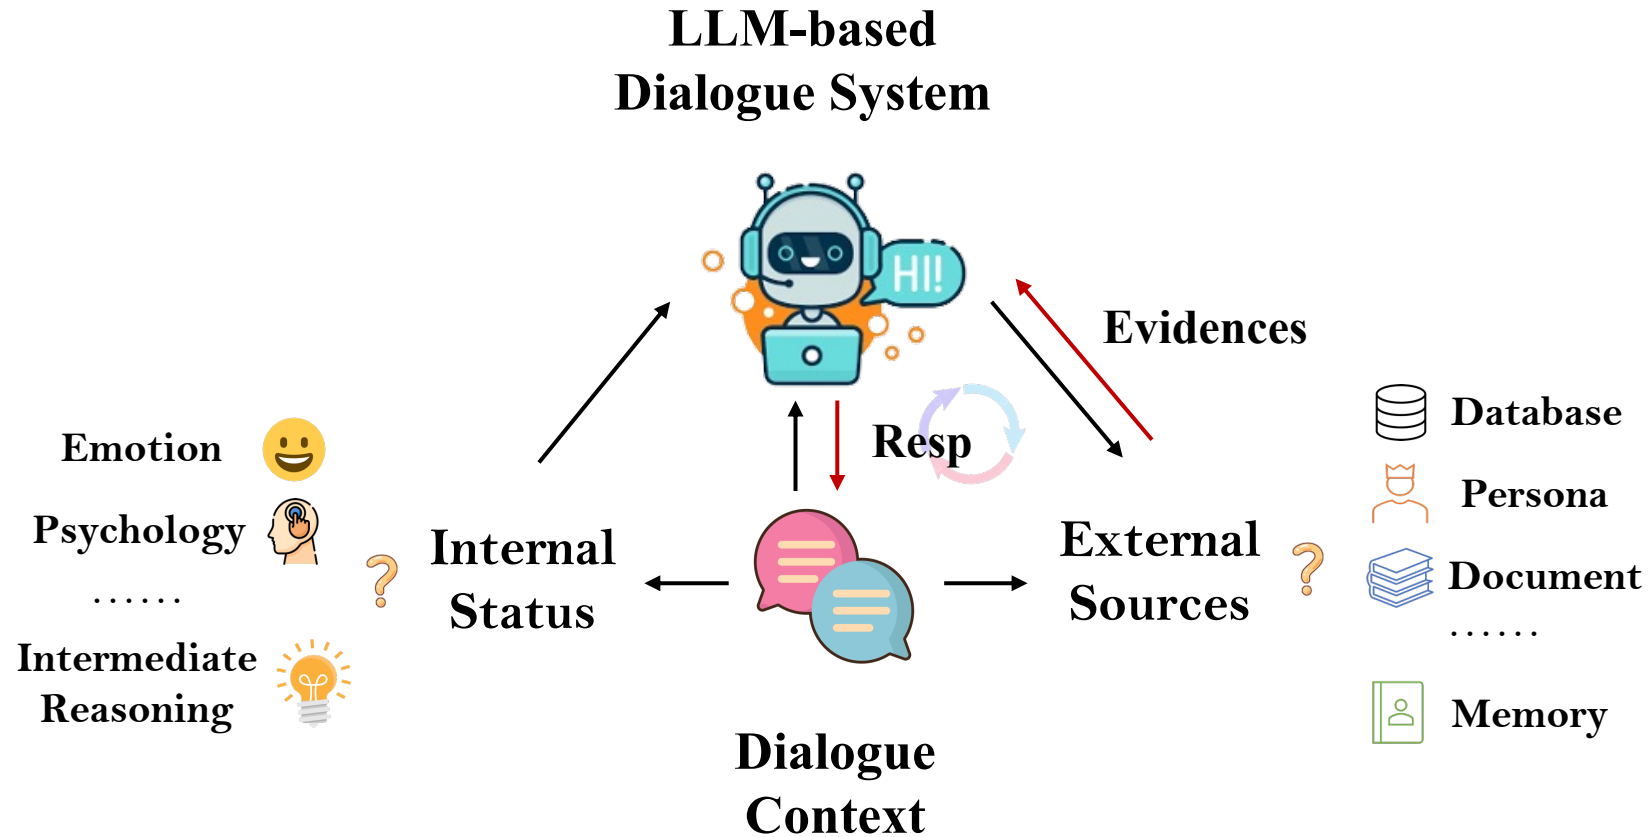 LLM-based
Dialogue System
HI!
Evidences
Resp
Emotion
Psychology
......
Intermediate
Reasoning
?
Internal
Status
External
Sources
?
Database
Persona
Document
......
Memory
Dialogue
Context